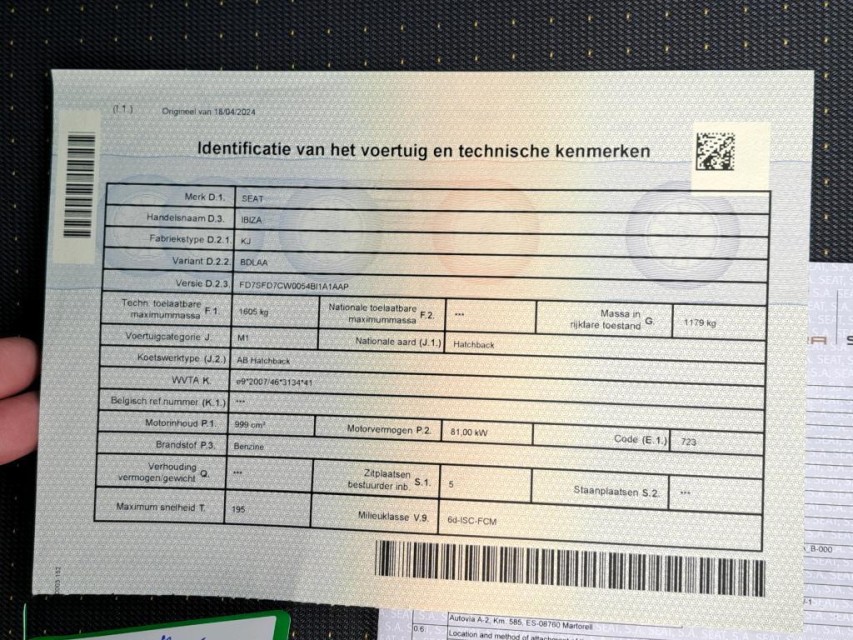 (I.1.) Origineel van 18/04/2024
Identificatie van het voertuig en technische kenmerken
Merk D.1. SEAT
Handelsnaam D.3. IBIZA
Fabriekstype D.2.1. KJ
Variant D.2.2. BDLAA
Versie D.2.3. FD7SFD7CW0054BI1A1AAP
Techn. toelaatbare maximummassa F.1. 1605 kg Nationale toelaatbare maximummassa F.2. *** Massa in rijklare toestand G. 1179 kg
Voertuigcategorie J. M1 Nationale aard (J.1.) Hatchback
Koetswerktype (J.2.) AB Hatchback
WVTA K. e9*2007/46*3134*41
Belgisch ref.nummer (K.1.) ***
Motorinhoud P.1. 999 cm³ Motorvermogen P.2. 81,00 kW Code (E.1.) 723
Brandstof P.3. Benzine
Verhouding vermogen/gewicht Q. *** Zitplaatsen bestuurder inb. S.1. 5 Staanplaatsen S.2. ***
Maximum snelheid T. 195 Milieuklasse V.9. 6d-ISC-FCM
_B-000
0.6
Autovia A-2, Km. 585, ES-08760 Martorell
Location and method of